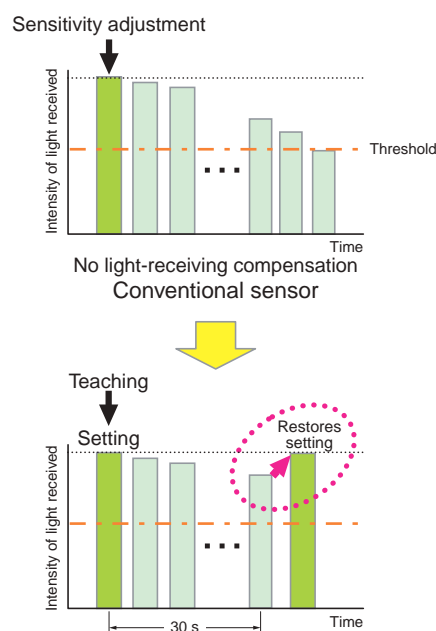 Sensitivity adjustment
Intensity of light received
Threshold
Time
No light-receiving compensation
Conventional sensor
Teaching
Setting
Restores
setting
Intensity of light received
Time
30 s